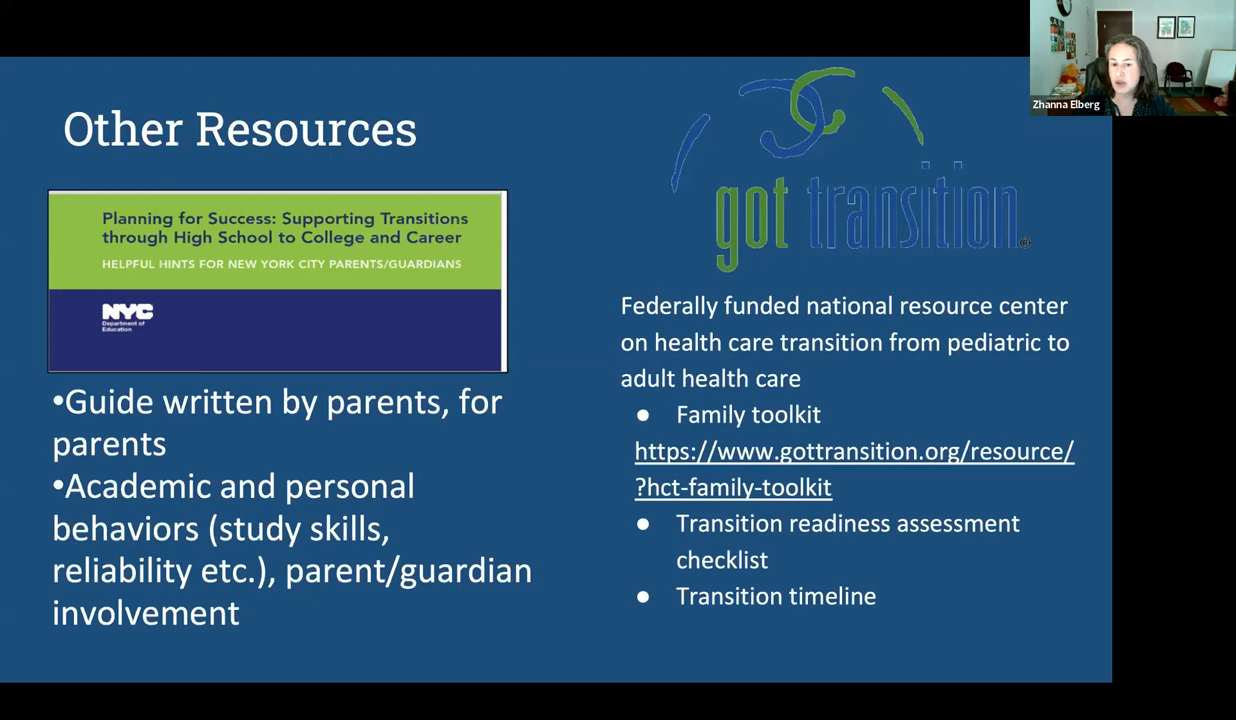 Zhanna Elberg
Other Resources
Planning for Success: Supporting Transitions
through High School to College and Career
HELPFUL HINTS FOR NEW YORK CITY PARENTS/GUARDIANS
NYC
Department of
Education
•Guide written by parents, for
parents
•Academic and personal
behaviors (study skills,
reliability etc.), parent/guardian
involvement
got transition®
Federally funded national resource center
on health care transition from pediatric to
adult health care
● Family toolkit
https://www.gottransition.org/resource/
?hct-family-toolkit
● Transition readiness assessment
checklist
● Transition timeline